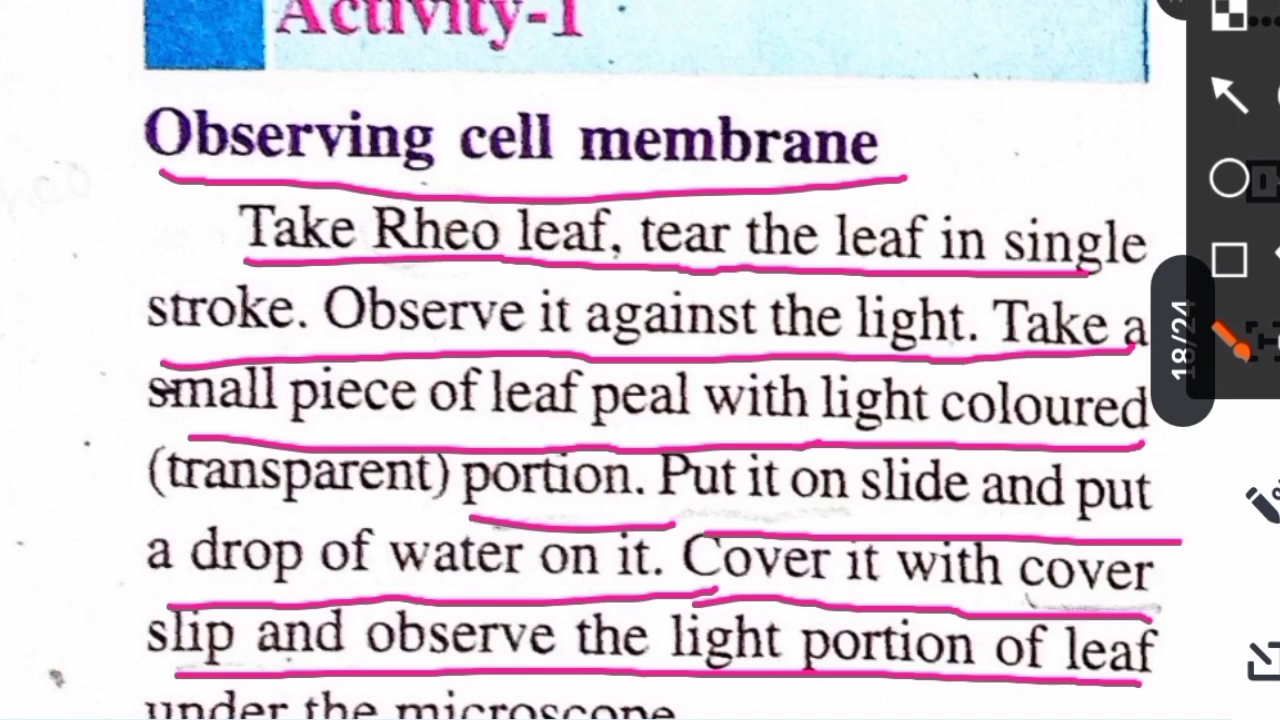 Activity-1
Observing cell membrane
Take Rheo leaf, tear the leaf in single
stroke. Observe it against the light. Take a
small piece of leaf peal with light coloured
(transparent) portion. Put it on slide and put
a drop of water on it. Cover it with cover
slip and observe the light portion of leaf
under the microscope.
18/24